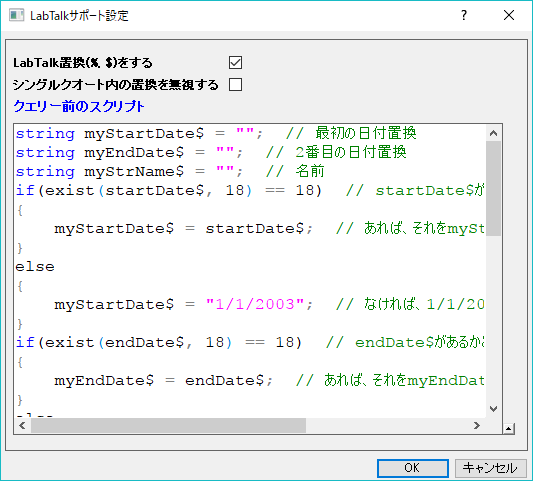 LabTalkサポート設定
LabTalk置換(%, $)をする
シングルクオート内の置換を無視する
クエリー前のスクリプト
string myStartDate$ = "";  // 最初の日付置換
string myEndDate$ = "";  // 2番目の日付置換
string myStrName$ = "";  // 名前
if(exist(startDate$, 18) == 18)  // startDate$が
{
    myStartDate$ = startDate$;  // あれば、それをmySt
}
else
{
    myStartDate$ = "1/1/2003";  // なければ、1/1/20
}
if(exist(endDate$, 18) == 18)  // endDate$があるかど
{
    myEndDate$ = endDate$;  // あれば、それをmyEndDat
}
else
OK
キャンセル